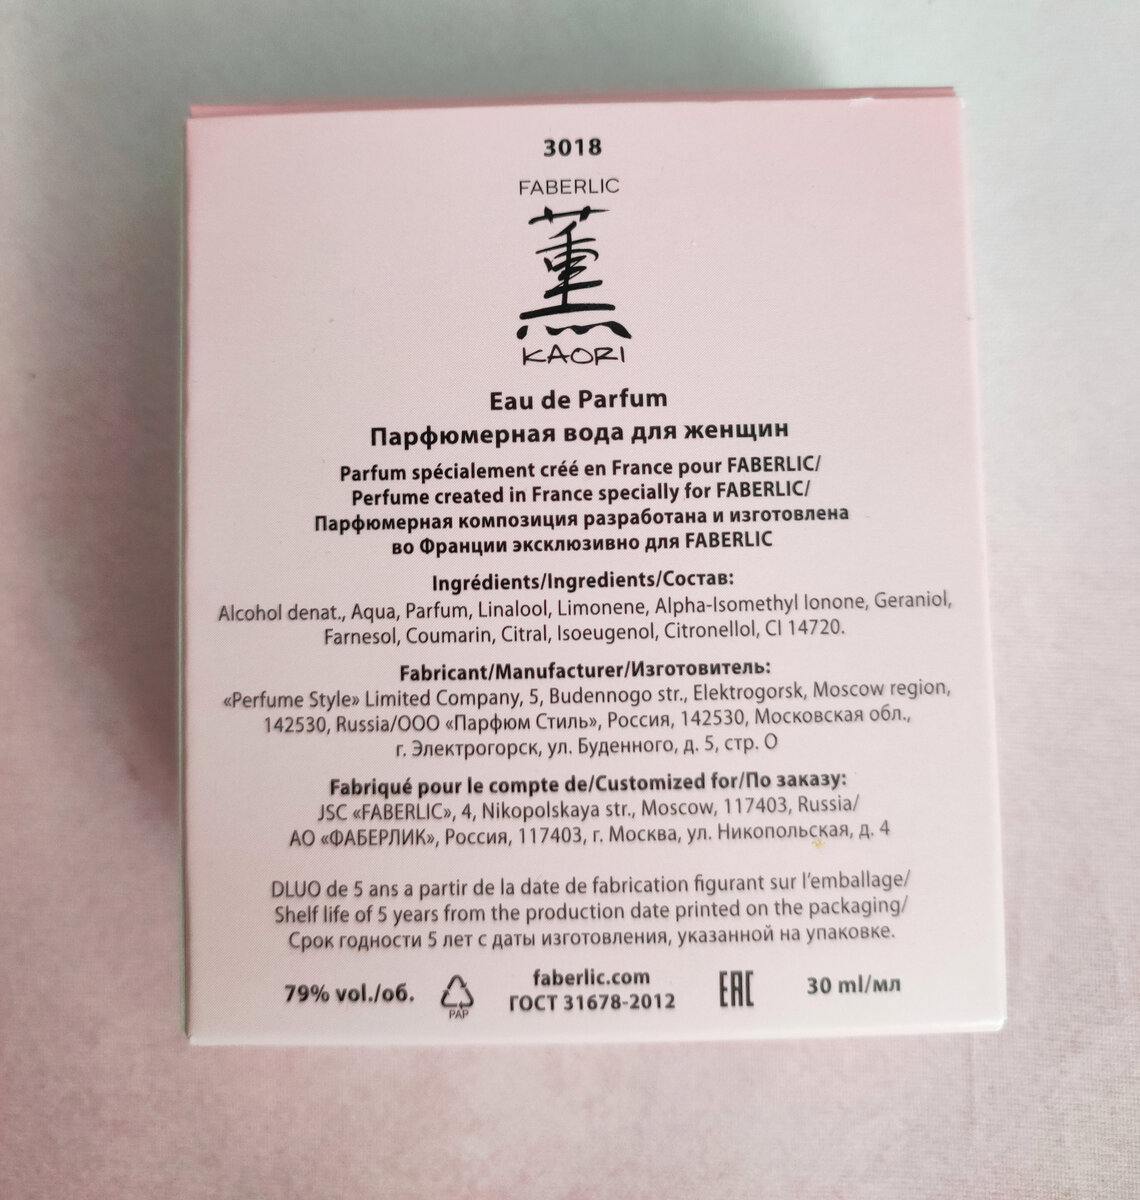 3018
FABERLIC
薫
KAORI
Eau de Parfum
Парфюмерная вода для женщин
Parfum spécialement créé en France pour FABERLIC/
Perfume created in France specially for FABERLIC/
Парфюмерная композиция разработана и изготовлена
во Франции эксклюзивно для FABERLIC
Ingrédients/Ingredients/Состав:
Alcohol denat., Aqua, Parfum, Linalool, Limonene, Alpha-Isomethyl Ionone, Geraniol,
Farnesol, Coumarin, Citral, Isoeugenol, Citronellol, CI 14720.
Fabricant/Manufacturer/Изготовитель:
«Perfume Style» Limited Company, 5, Budennogo str., Elektrogorsk, Moscow region,
142530, Russia/ООО «Парфюм Стиль», Россия, 142530, Московская обл.,
г. Электрогорск, ул. Буденного, д. 5, стр. О
Fabriqué pour le compte de/Customized for/По заказу:
JSC «FABERLIC», 4, Nikopolskaya str., Moscow, 117403, Russia/
АО «ФАБЕРЛИК», Россия, 117403, г. Москва, ул. Никопольская, д. 4
DLUO de 5 ans a partir de la date de fabrication figurant sur l'emballage/
Shelf life of 5 years from the production date printed on the packaging/
Срок годности 5 лет с даты изготовления, указанной на упаковке.
79% vol./об.
PAP
faberlic.com
ГОСТ 31678-2012
EAC
30 ml/мл